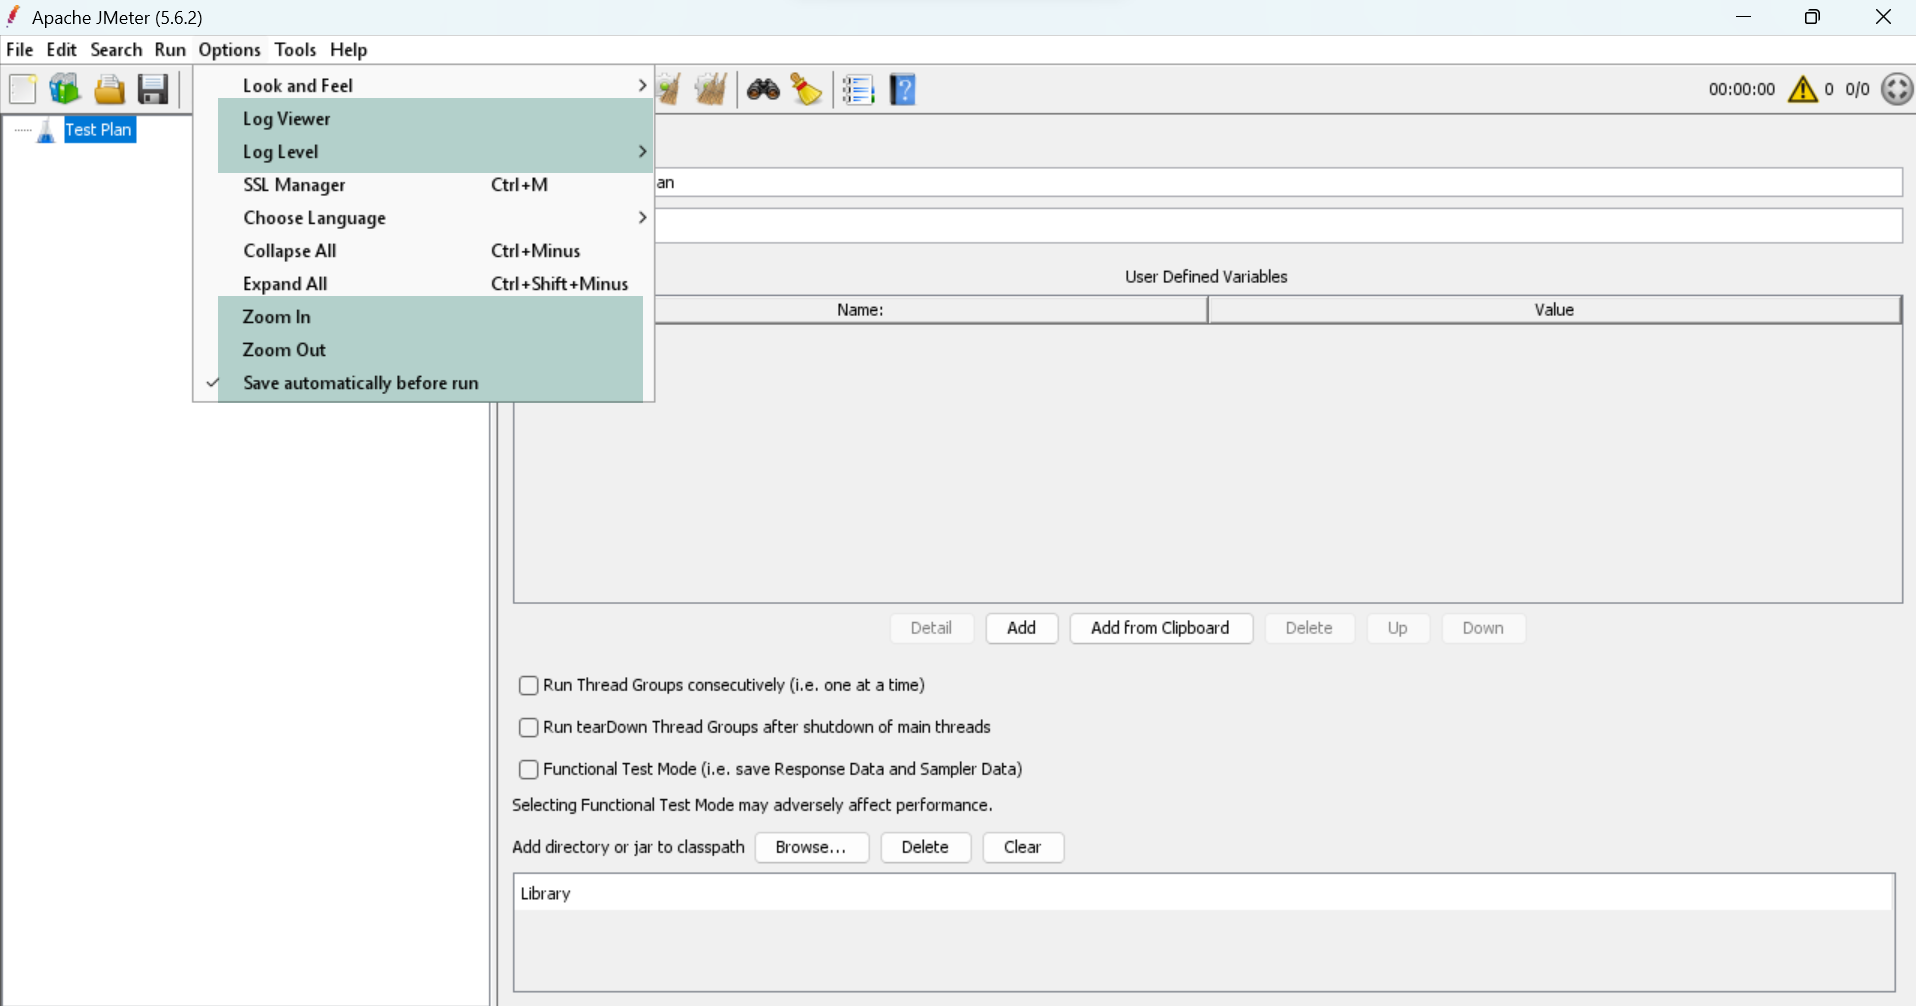 Apache JMeter (5.6.2)
File Edit Search Run Options Tools Help
00:00:00 0 0/0
Test Plan
Look and Feel
Log Viewer
Log Level
SSL Manager Ctrl+M
Choose Language
Collapse All Ctrl+Minus
Expand All Ctrl+Shift+Minus
Zoom In
Zoom Out
Save automatically before run
an
User Defined Variables
Name: Value
Detail Add Add from Clipboard Delete Up Down
Run Thread Groups consecutively (i.e. one at a time)
Run tearDown Thread Groups after shutdown of main threads
Functional Test Mode (i.e. save Response Data and Sampler Data)
Selecting Functional Test Mode may adversely affect performance.
Add directory or jar to classpath Browse... Delete Clear
Library